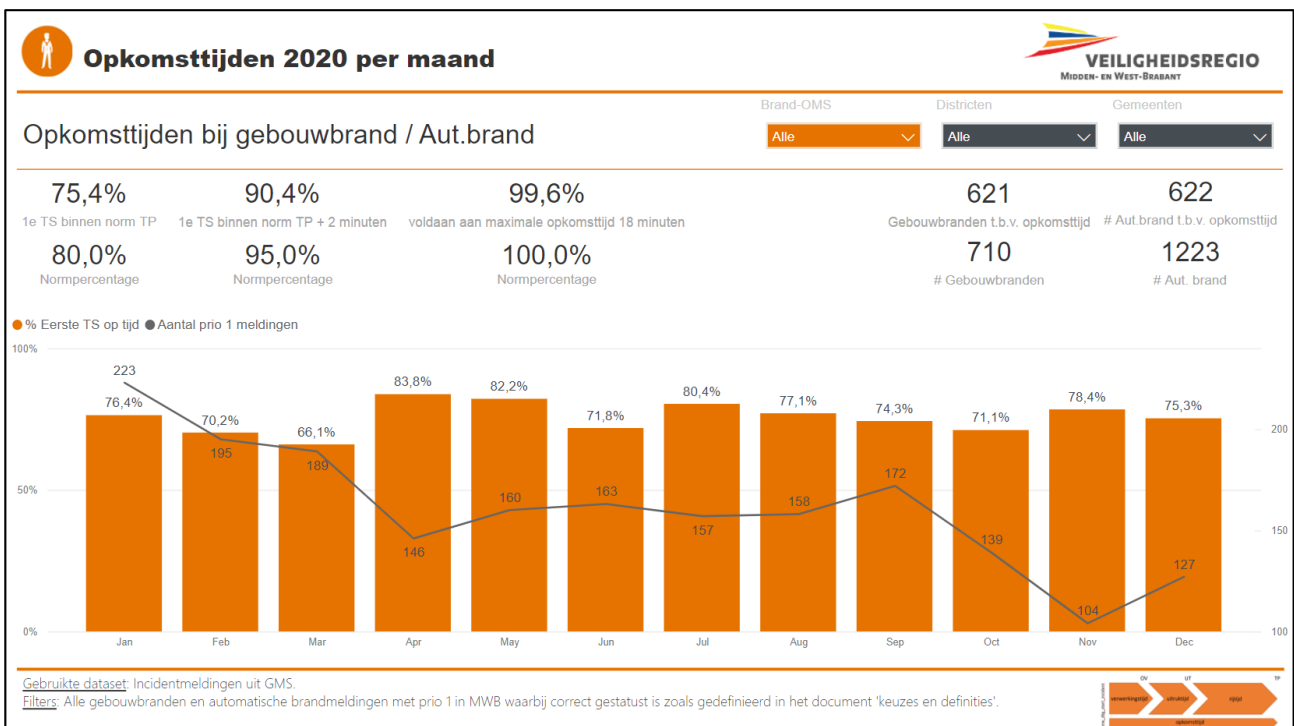 Opkomsttijden 2020 per maand
VEILIGHEIDSREGIO
MIDDEN- EN WEST-BRABANT
Brand-OMS Districten Gemeenten
Opkomsttijden bij gebouwbrand / Aut.brand
Alle Alle Alle
75,4% 90,4% 99,6% 621 622
1e TS binnen norm TP 1e TS binnen norm TP + 2 minuten voldaan aan maximale opkomsttijd 18 minuten Gebouwbranden t.b.v. opkomsttijd # Aut.brand t.b.v. opkomsttijd
80,0% 95,0% 100,0% 710 1223
Normpercentage Normpercentage Normpercentage # Gebouwbranden # Aut. brand
% Eerste TS op tijd Aantal prio 1 meldingen
100%
223
83,8%
82,2%
80,4%
76,4% 77,1% 78,4%
70,2% 71,8% 74,3% 71,1% 75,3%
66,1%
200
195 189 172
50%
160 163 157 158
146 139
150
127
104
0% 100
Jan Feb Mar Apr May Jun Jul Aug Sep Oct Nov Dec
Gebruikte dataset: Incidentmeldingen uit GMS.
Filters: Alle gebouwbranden en automatische brandmeldingen met prio 1 in MWB waarbij correct gestatust is zoals gedefinieerd in het document 'keuzes en definities'.
OV UT TP
verwerkingstijd uitruktijd rijtijd
opkomsttijd